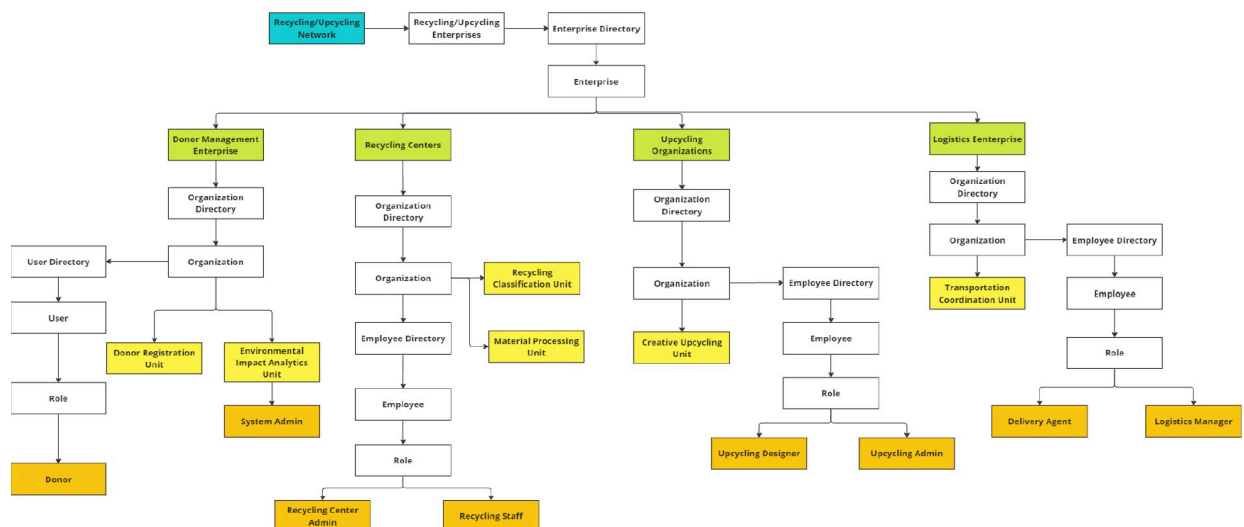 Recycling/Upcycling
Network
Recycling/Upcycling
Enterprises
Enterprise Directory
Enterprise
Donor Management
Enterprise
Recycling Centers
Upcycling
Organizations
Logistics Eenterprise
Organization
Directory
Organization
Directory
Organization
Directory
Organization
Directory
User Directory
Organization
Organization
Recycling
Classification Unit
Organization
Employee Directory
Organization
Employee Directory
User
Employee Directory
Material Processing
Unit
Creative Upcycling
Unit
Employee
Transportation
Coordination Unit
Employee
Donor Registration
Unit
Environmental
Impact Analytics
Unit
Role
Role
Employee
Role
System Admin
Delivery Agent
Logistics Manager
Role
Upcycling Designer
Upcycling Admin
Donor
Recycling Center
Admin
Recycling Staff